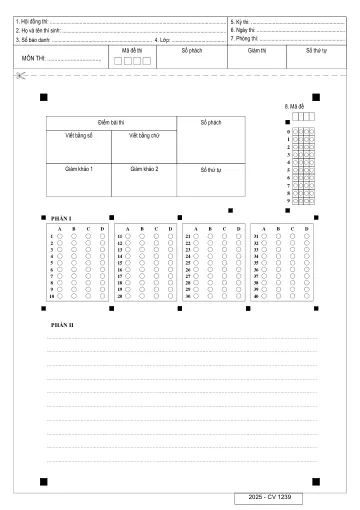 1. Hội đồng thi: ........................................ 5. Kỳ thi: ........................................
2. Họ và tên thí sinh: ........................................ 6. Ngày thi: ........................................
3. Số báo danh: ........................................ 4. Lớp: .................... 7. Phòng thi: ........................................
Mã đề thi Số phách Giám thị Số thứ tự
MÔN THI: ....................................
8. Mã đề
Điểm bài thi Số phách
Viết bằng số Viết bằng chữ
Giám khảo 1 Giám khảo 2 Số thứ tự
0
1
2
3
4
5
6
7
8
9
PHẦN I
A B C D A B C D A B C D A B C D
1 11 21 31
2 12 22 32
3 13 23 33
4 14 24 34
5 15 25 35
6 16 26 36
7 17 27 37
8 18 28 38
9 19 29 39
10 20 30 40
PHẦN II
2025 - CV 1239